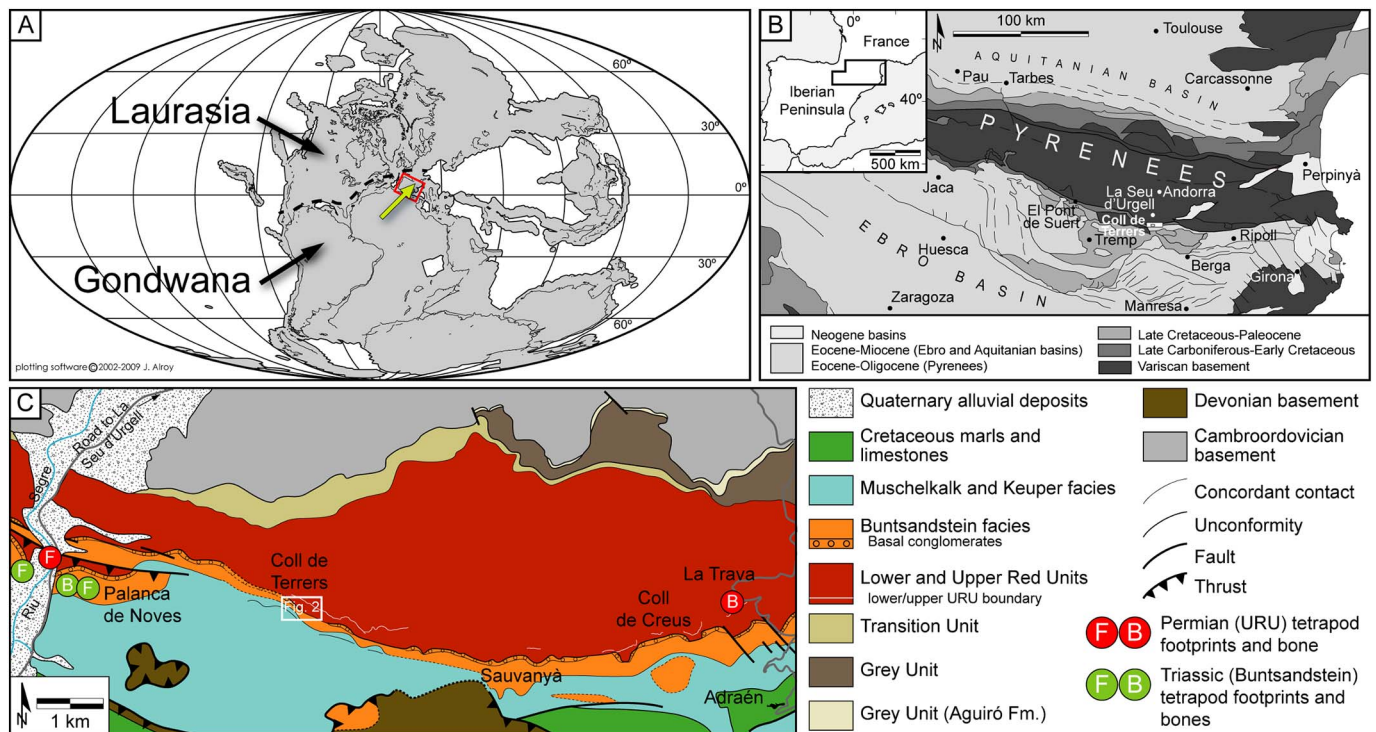 A
Laurasia
Gondwana
60°
30°
0°
30°
60°
plotting software © 2002-2009 J. Alroy
B
0°
France
Iberian
Peninsula
40°
500 km
N
100 km
Toulouse
AQUITANIAN BASIN
Pau
Tarbes
Carcassonne
PYRENEES
Jaca
La Seu
d'Urgell
Andorra
Perpinyà
El Pont
de Suert
Coll de
Terrers
Tremp
Ripoll
Huesca
Berga
Girona
EBRO BASIN
Zaragoza
Manresa
Neogene basins
Eocene-Miocene (Ebro and Aquitanian basins)
Eocene-Oligocene (Pyrenees)
Late Cretaceous-Paleocene
Late Carboniferous-Early Cretaceous
Variscan basement
C
Road to La
Seu d'Urgell
Segre
Riu
F
F
B
F
Palanca
de Noves
Coll de
Terrers
Fig. 2
La Trava
B
Coll
de Creus
Sauvanyà
Adraén
N
1 km
Quaternary alluvial deposits
Cretaceous marls and
limestones
Muschelkalk and Keuper facies
Buntsandstein facies
Basal conglomerates
Lower and Upper Red Units
lower/upper URU boundary
Transition Unit
Grey Unit
Grey Unit (Aguiró Fm.)
Devonian basement
Cambroordovician
basement
Concordant contact
Unconformity
Fault
Thrust
F B
Permian (URU) tetrapod
footprints and bone
F B
Triassic (Buntsandstein)
tetrapod footprints and
bones